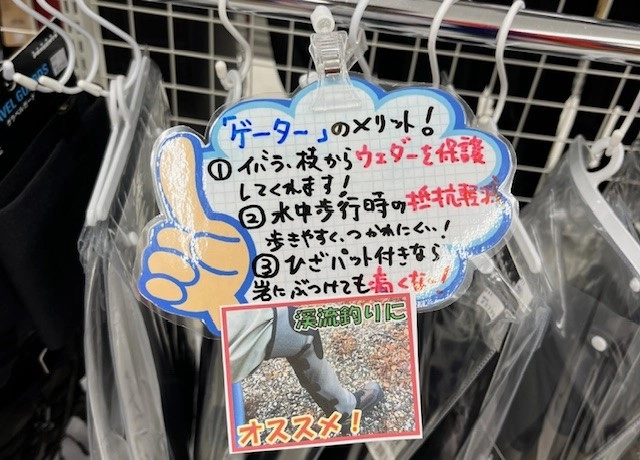 「ゲーター」のメリット!
① イバラ、枝からウェダーを保護
してくれます!
② 水中歩行時の抵抗軽減
歩きやすく、つかれにくい!
③ ひざパット付きなら
岩にぶつけても痛くない!
渓流釣りに
オススメ!